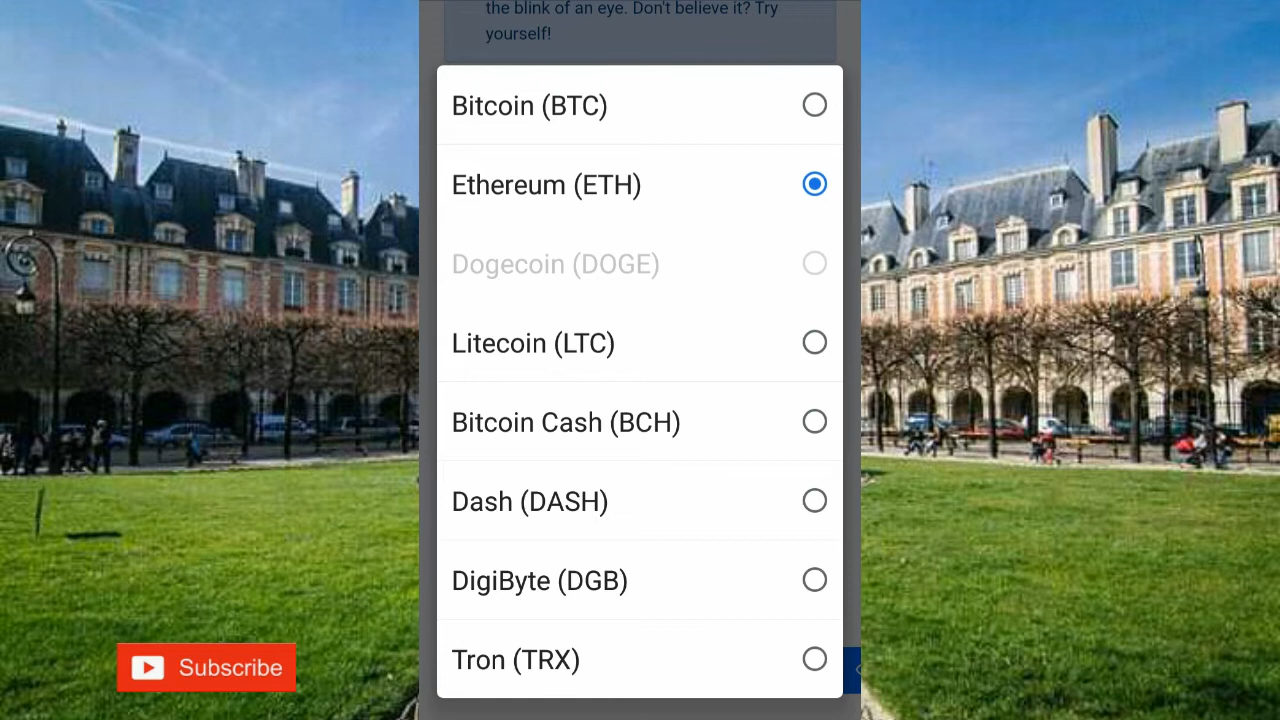 the blink of an eye. Don't believe it? Try
yourself!
Bitcoin (BTC)
Ethereum (ETH)
Dogecoin (DOGE)
Litecoin (LTC)
Bitcoin Cash (BCH)
Dash (DASH)
DigiByte (DGB)
Tron (TRX)
Subscribe